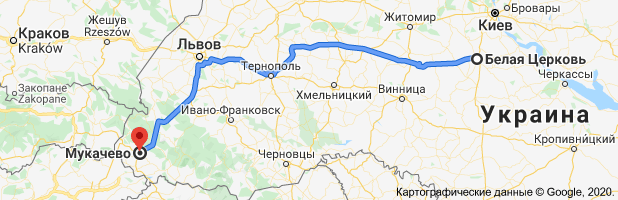 Жешув
Rzeszów
Краков
Kraków
Закопане
Zakopane
Львов
Тернополь
Ивано-Франковск
Мукачево
Черновцы
Хмельницкий
Винница
Житомир
Бровары
Киев
Белая Церковь
Черкассы
Украина
Кропивницкий
Картографические данные © Google, 2020.